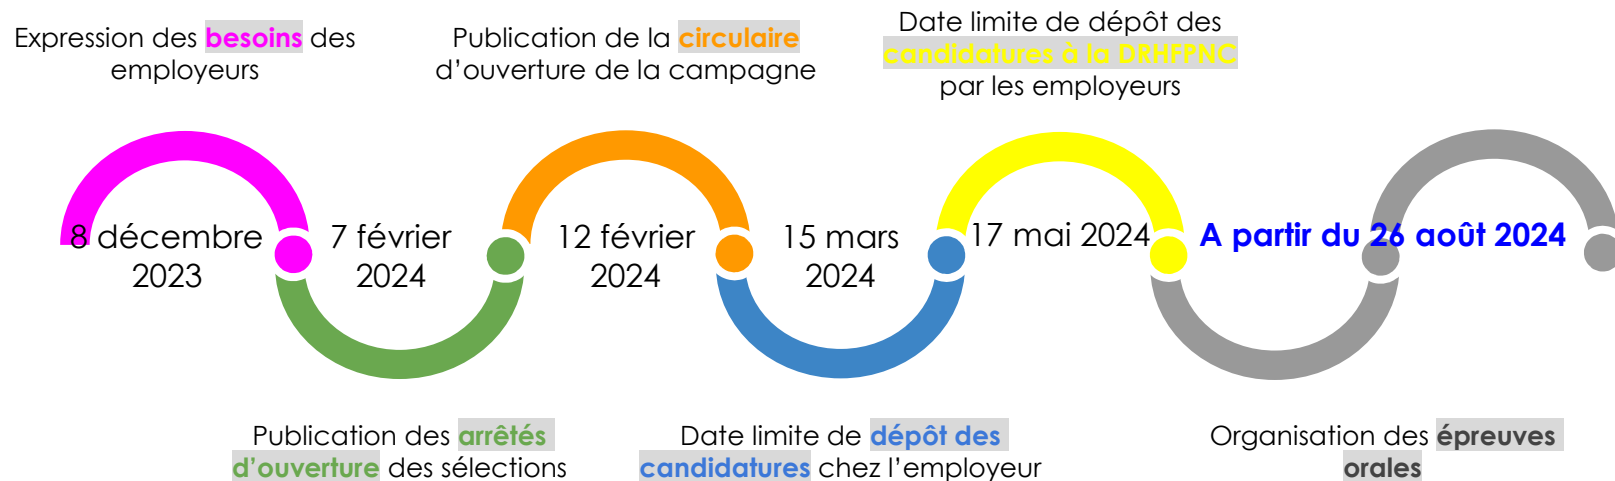 Expression des besoins des
employeurs
Publication de la circulaire
d'ouverture de la campagne
Date limite de dépôt des
candidatures à la DRHFPNC
par les employeurs
8 décembre
2023
7 février
2024
12 février
2024
15 mars
2024
17 mai 2024
A partir du 26 août 2024
Publication des arrêtés
d'ouverture des sélections
Date limite de dépôt des
candidatures chez l'employeur
Organisation des épreuves
orales